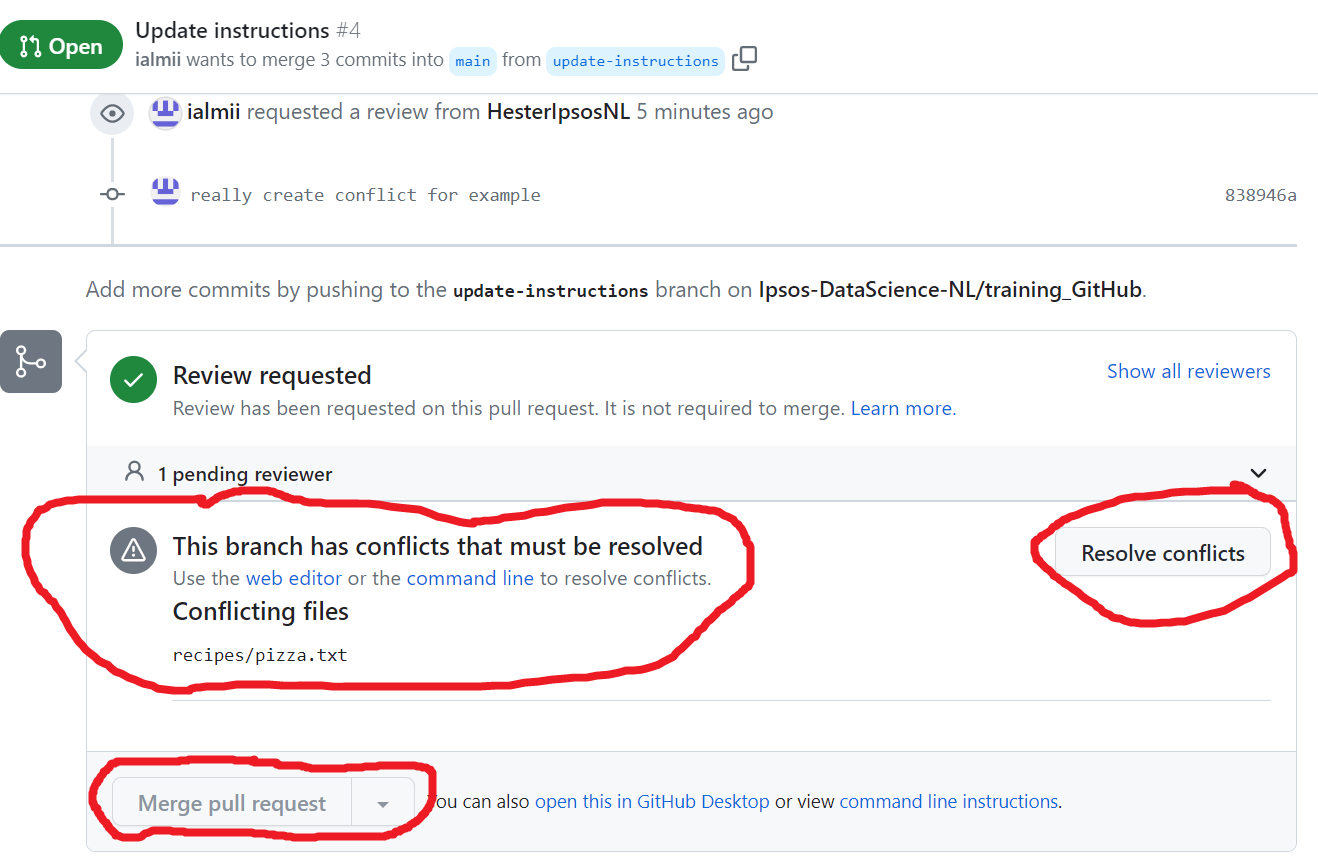 Open
Update instructions #4
ialmii wants to merge 3 commits into main from update-instructions
ialmii requested a review from HesterIpsosNL 5 minutes ago
really create conflict for example 838946a
Add more commits by pushing to the update-instructions branch on Ipsos-DataScience-NL/training_GitHub.
Review requested
Show all reviewers
Review has been requested on this pull request. It is not required to merge. Learn more.
1 pending reviewer
This branch has conflicts that must be resolved
Resolve conflicts
Use the web editor or the command line to resolve conflicts.
Conflicting files
recipes/pizza.txt
Merge pull request
You can also open this in GitHub Desktop or view command line instructions.